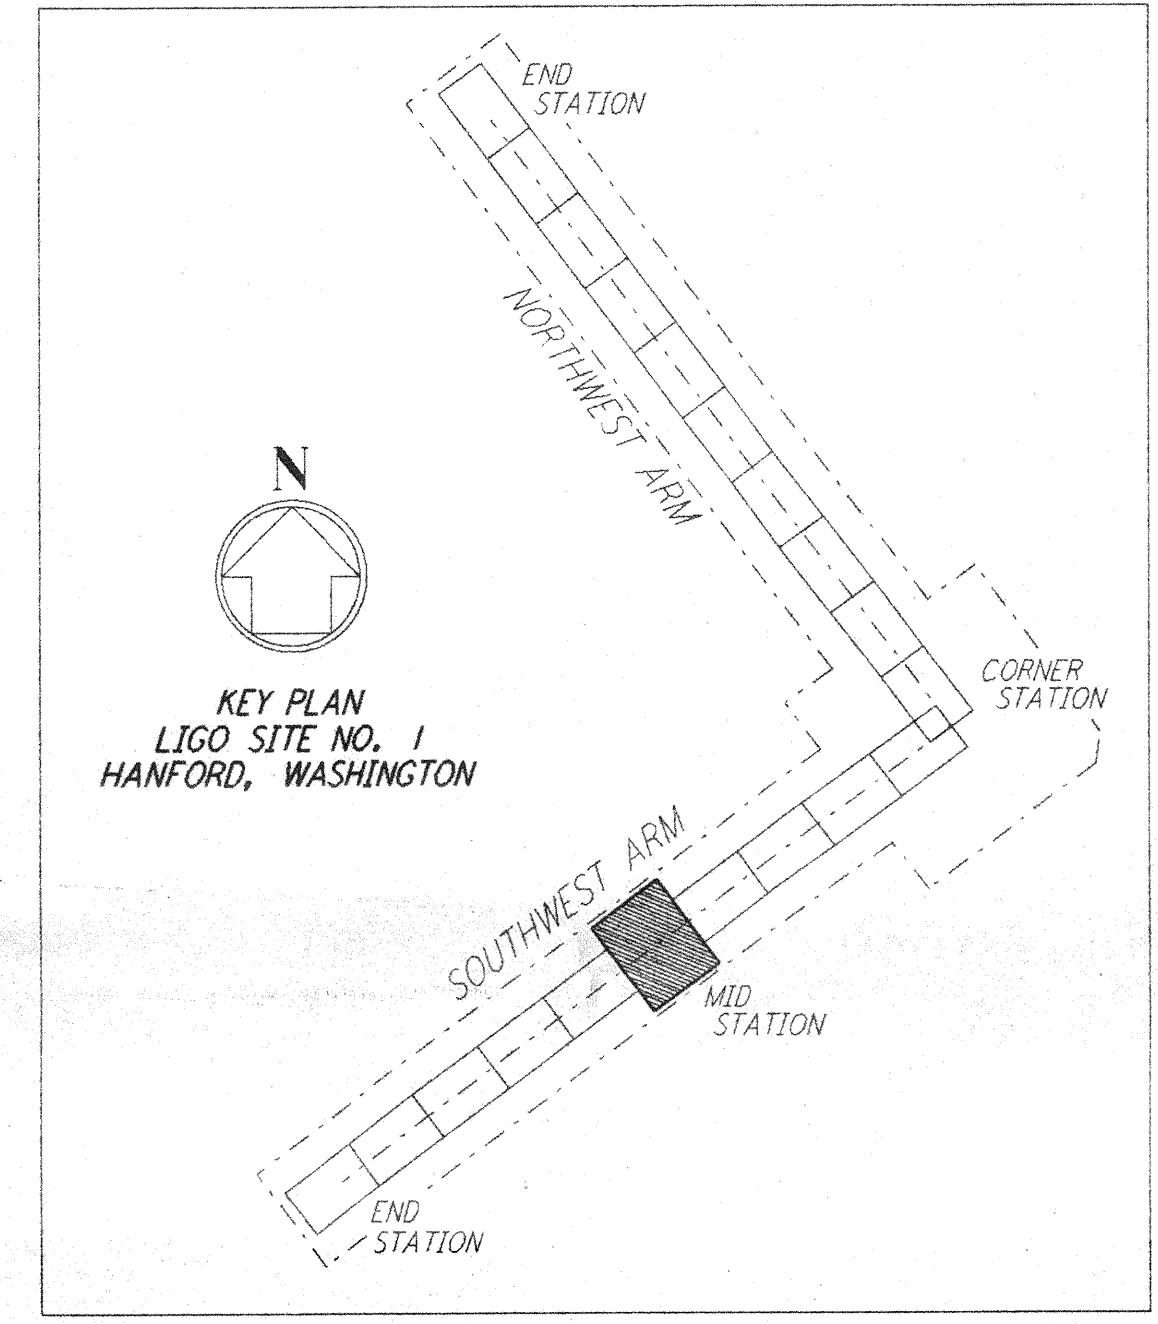 END
STATION
NORTHWEST ARM
N
KEY PLAN
LIGO SITE NO. 1
HANFORD, WASHINGTON
CORNER
STATION
SOUTHWEST ARM
MID
STATION
END
STATION